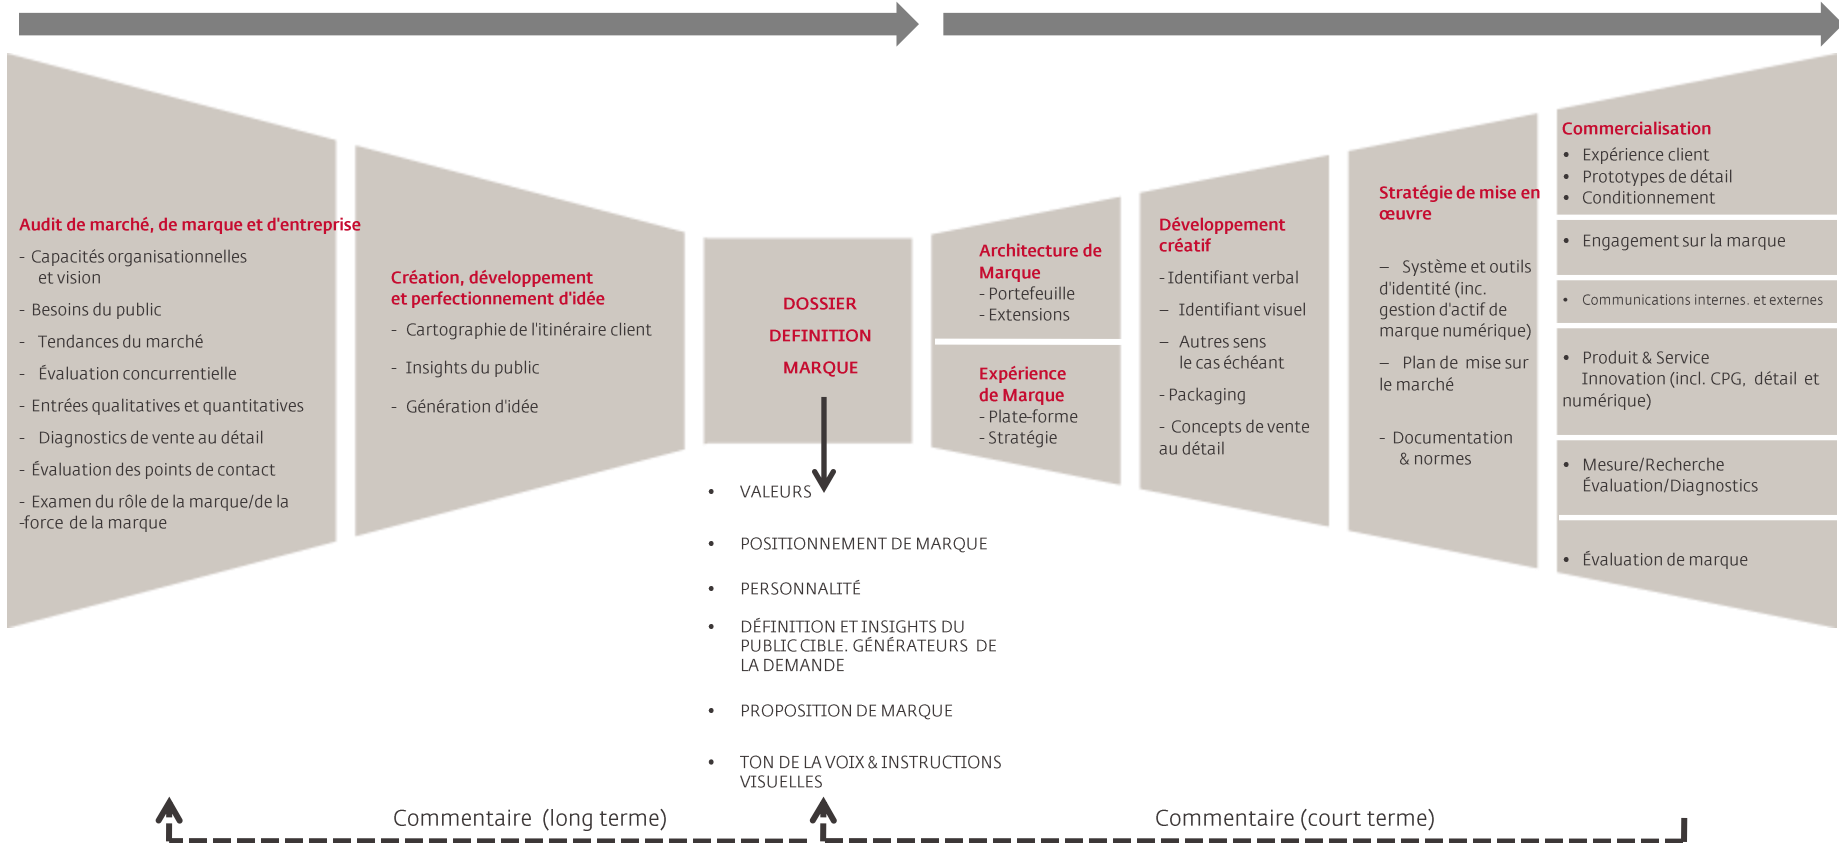 Audit de marché, de marque et d'entreprise
- Capacités organisationnelles
et vision
- Besoins du public
- Tendances du marché
- Évaluation concurrentielle
- Entrées qualitatives et quantitatives
- Diagnostics de vente au détail
- Évaluation des points de contact
- Examen du rôle de la marque/de la
-force de la marque
Création, développement
et perfectionnement d'idée
- Cartographie de l'itinéraire client
- Insights du public
- Génération d'idée
DOSSIER
DEFINITION
MARQUE
• VALEURS
• POSITIONNEMENT DE MARQUE
• PERSONNALITÉ
• DÉFINITION ET INSIGHTS DU
PUBLIC CIBLE. GÉNÉRATEURS DE
LA DEMANDE
• PROPOSITION DE MARQUE
• TON DE LA VOIX & INSTRUCTIONS
VISUELLES
Architecture de
Marque
- Portefeuille
- Extensions
Expérience
de Marque
- Plate-forme
- Stratégie
Développement
créatif
- Identifiant verbal
– Identifiant visuel
– Autres sens
le cas échéant
- Packaging
- Concepts de vente
au détail
Stratégie de mise en
œuvre
– Système et outils
d'identité (inc.
gestion d'actif de
marque numérique)
– Plan de mise sur
le marché
- Documentation
& normes
Commercialisation
• Expérience client
• Prototypes de détail
• Conditionnement
• Engagement sur la marque
• Communications internes. et externes
• Produit & Service
Innovation (incl. CPG, détail et
numérique)
• Mesure/Recherche
Évaluation/Diagnostics
• Évaluation de marque
Commentaire (long terme)
Commentaire (court terme)